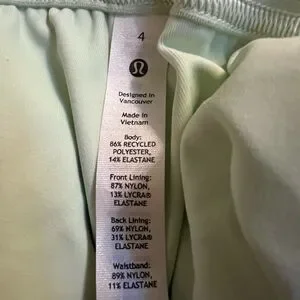 4
Designed in
Vancouver
Made in
Vietnam
Body:
86% RECYCLED
POLYESTER,
14% ELASTANE
Front Lining:
87% NYLON,
13% LYCRA®
ELASTANE
Back Lining:
69% NYLON,
31% LYCRA®
ELASTANE
Waistband:
89% NYLON,
11% ELASTANE